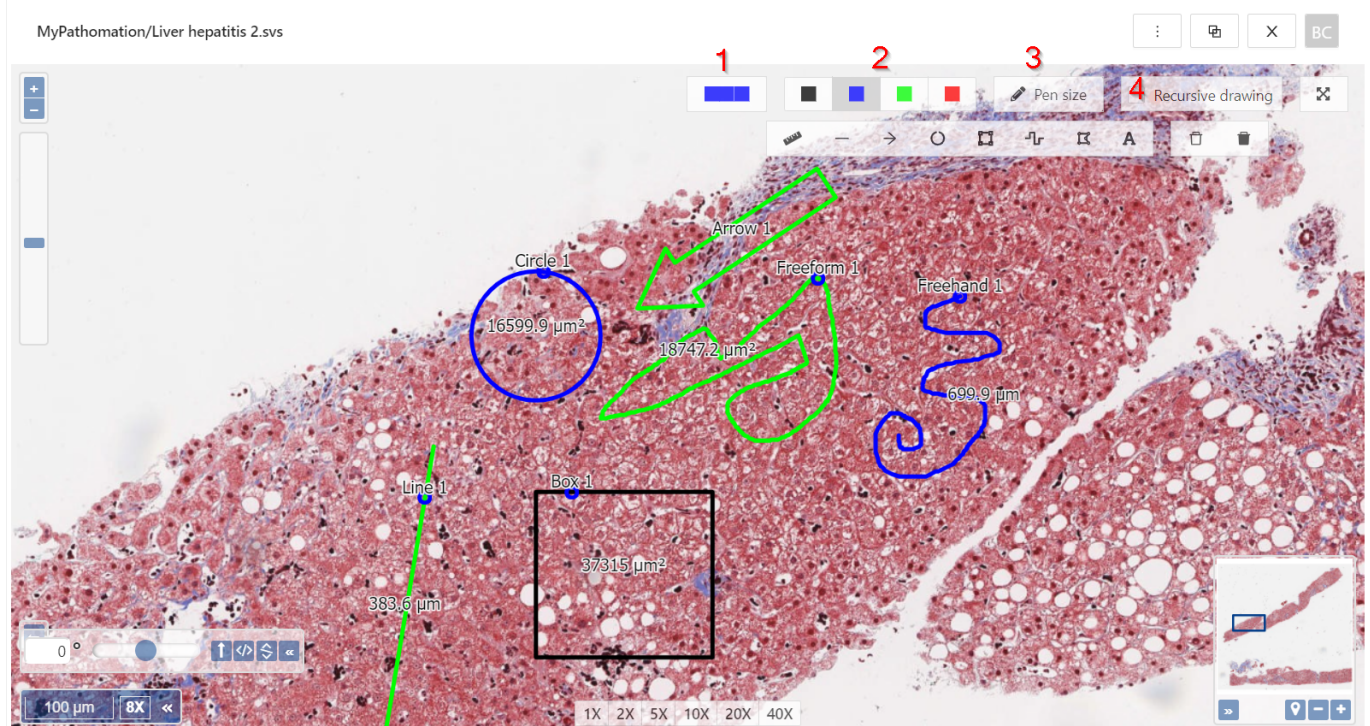 MyPathomation/Liver hepatitis 2.svs
BC
1
2
3
4
Pen size
Recursive drawing
A
Arrow 1
Circle 1
Freeform 1
Freehand 1
16599.9 µm²
18747.2 µm²
699.9 µm
Line 1
Box 1
37315 µm²
383.6 µm
0 °
100 µm
8X
1X 2X 5X 10X 20X 40X